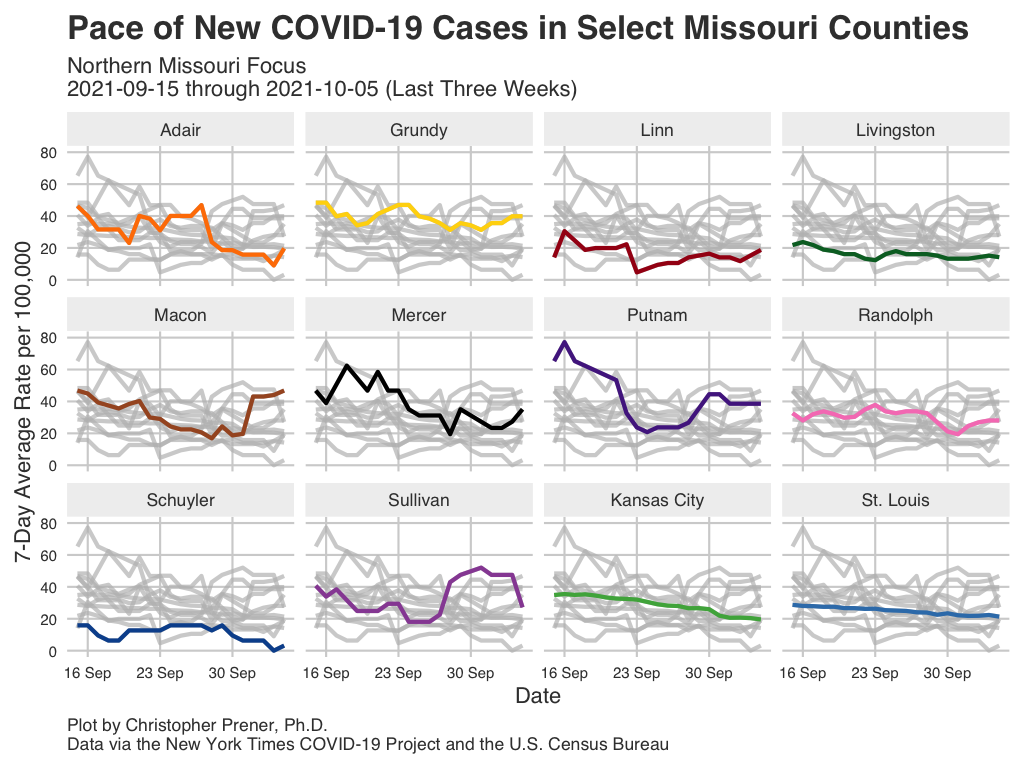 Pace of New COVID-19 Cases in Select Missouri Counties
Northern Missouri Focus
2021-09-15 through 2021-10-05 (Last Three Weeks)
7-Day Average Rate per 100,000
Adair
Grundy
Linn
Livingston
80
60
40
20
0
Macon
Mercer
Putnam
Randolph
80
60
40
20
0
Schuyler
Sullivan
Kansas City
St. Louis
80
60
40
20
0
16 Sep 23 Sep 30 Sep
16 Sep 23 Sep 30 Sep
16 Sep 23 Sep 30 Sep
16 Sep 23 Sep 30 Sep
Date
Plot by Christopher Prener, Ph.D.
Data via the New York Times COVID-19 Project and the U.S. Census Bureau